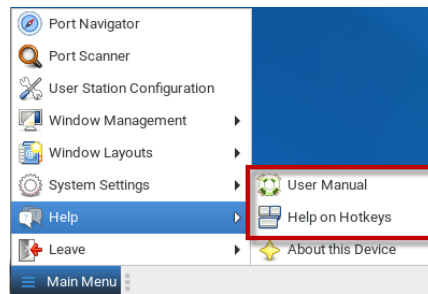 Port Navigator
Port Scanner
User Station Configuration
Window Management
Window Layouts
System Settings
User Manual
Help
Help on Hotkeys
Leave
About this Device
Main Menu